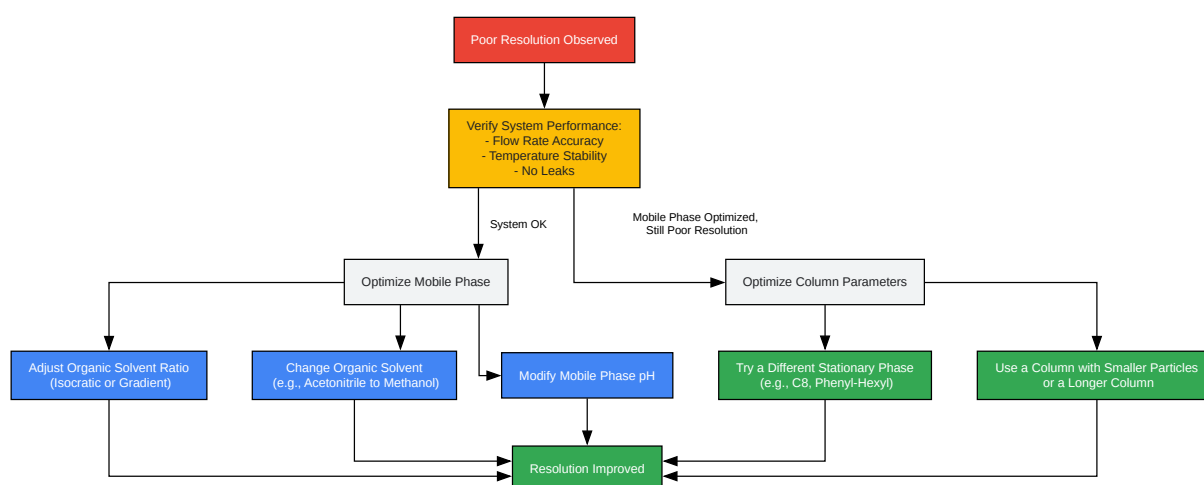 Poor Resolution Observed
Verify System Performance:
- Flow Rate Accuracy
- Temperature Stability
- No Leaks
System OK
Mobile Phase Optimized,
Still Poor Resolution
Optimize Mobile Phase
Optimize Column Parameters
Adjust Organic Solvent Ratio
(Isocratic or Gradient)
Change Organic Solvent
(e.g., Acetonitrile to Methanol)
Modify Mobile Phase pH
Try a Different Stationary Phase
(e.g., C8, Phenyl-Hexyl)
Use a Column with Smaller Particles
or a Longer Column
Resolution Improved